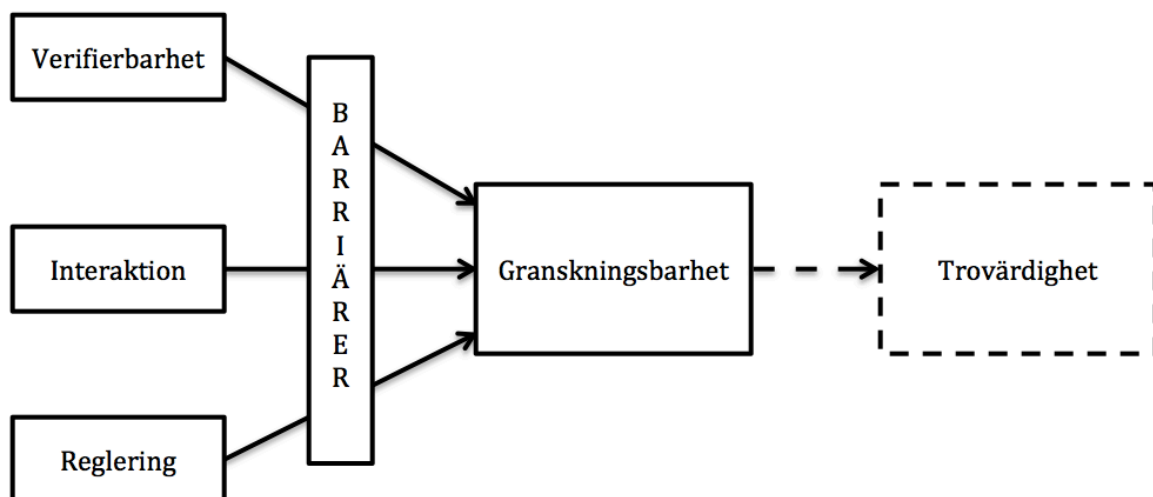 Verifierbarhet
Interaktion
Reglering
B
A
R
R
I
Ä
R
E
R
Granskningsbarhet
Trovärdighet